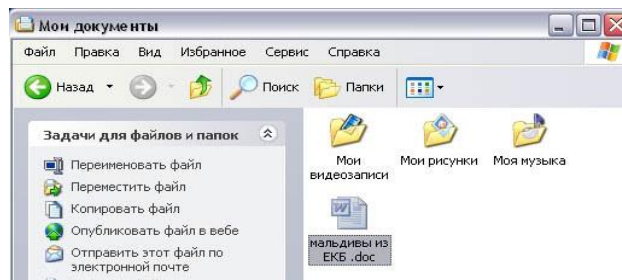 Мои документы
Файл Правка Вид Избранное Сервис Справка
Назад Поиск Папки
Задачи для файлов и папок
Переименовать файл
Переместить файл
Копировать файл
Опубликовать файл в вебе
Отправить этот файл по
электронной почте
Мои
видеозаписи
Мои рисунки
Моя музыка
мальдивы из
ЕКБ .doc